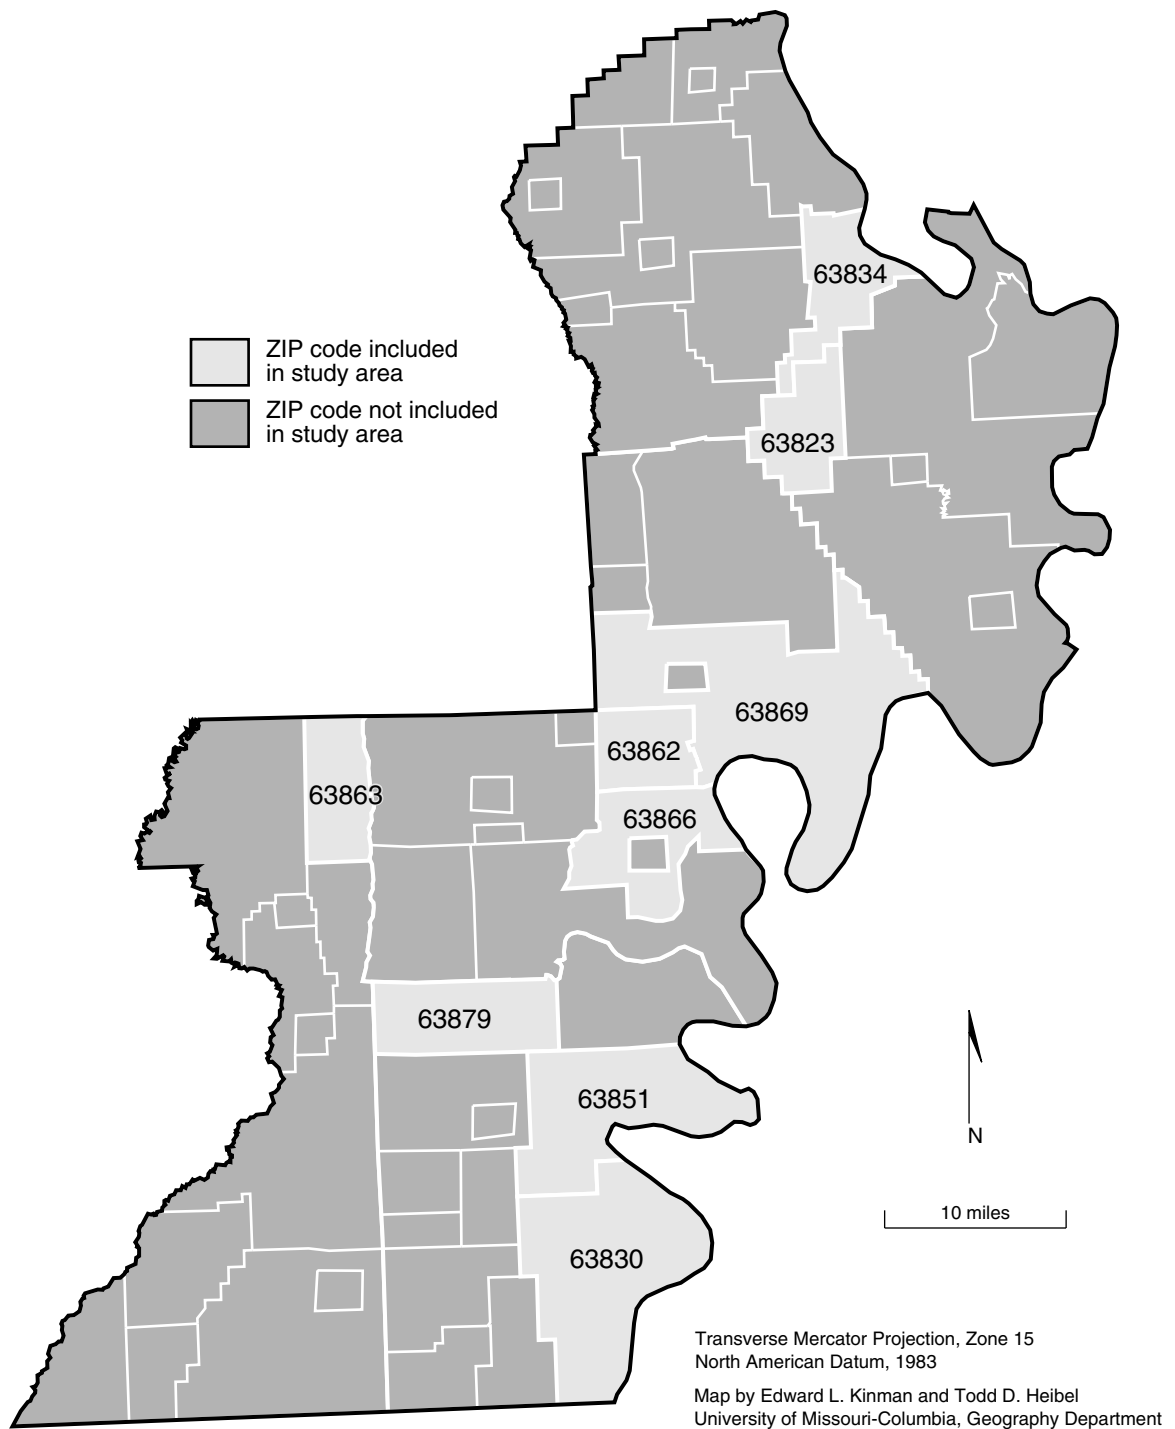 63834
ZIP code included
in study area
ZIP code not included
in study area
63823
63869
63862
63863
63866
63879
63851
N
10 miles
63830
Transverse Mercator Projection, Zone 15
North American Datum, 1983
Map by Edward L. Kinman and Todd D. Heibel
University of Missouri-Columbia, Geography Department